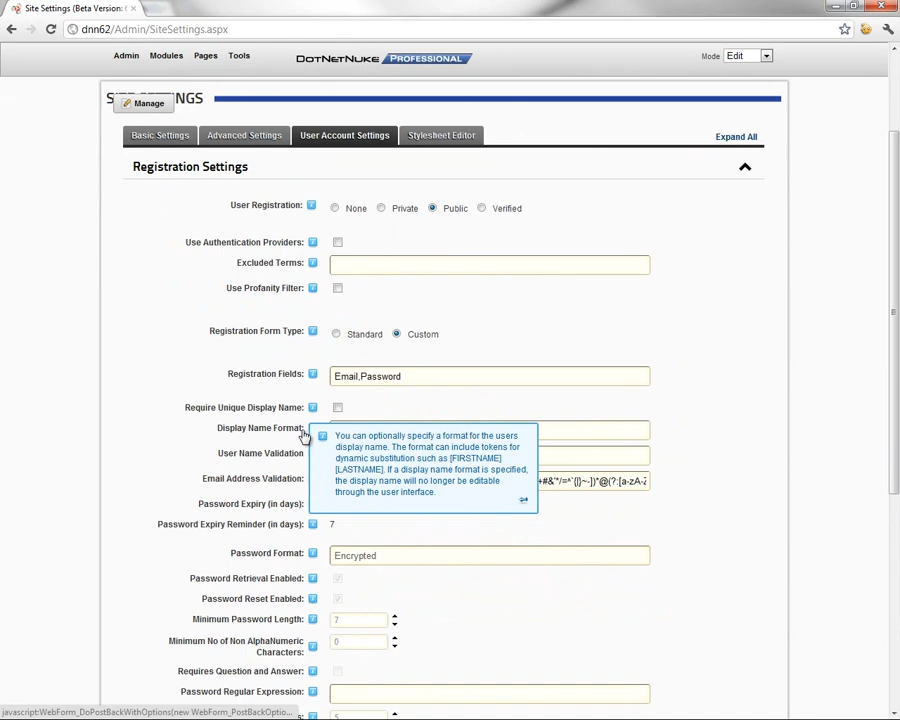 Site Settings (Beta Version:
dnn62/Admin/SiteSettings.aspx
Admin Modules Pages Tools
DOTNETNUKE PROFESSIONAL
Mode Edit
Manage
Basic Settings Advanced Settings User Account Settings Stylesheet Editor
Expand All
Registration Settings
User Registration: None Private Public Verified
Use Authentication Providers:
Excluded Terms:
Use Profanity Filter:
Registration Form Type: Standard Custom
Registration Fields: Email,Password
Require Unique Display Name:
Display Name Format:
You can optionally specify a format for the users
display name. The format can include tokens for
dynamic substitution such as [FIRSTNAME]
[LASTNAME]. If a display name format is specified,
the display name will no longer be editable
through the user interface.
User Name Validation
Email Address Validation:
Password Expiry (in days):
Password Expiry Reminder (in days): 7
Password Format: Encrypted
Password Retrieval Enabled:
Password Reset Enabled:
Minimum Password Length: 7
Minimum No of Non AlphaNumeric
Characters: 0
Requires Question and Answer:
Password Regular Expression:
5
javascript:WebForm_DoPostBackWithOptions(new WebForm_PostBackOptio...